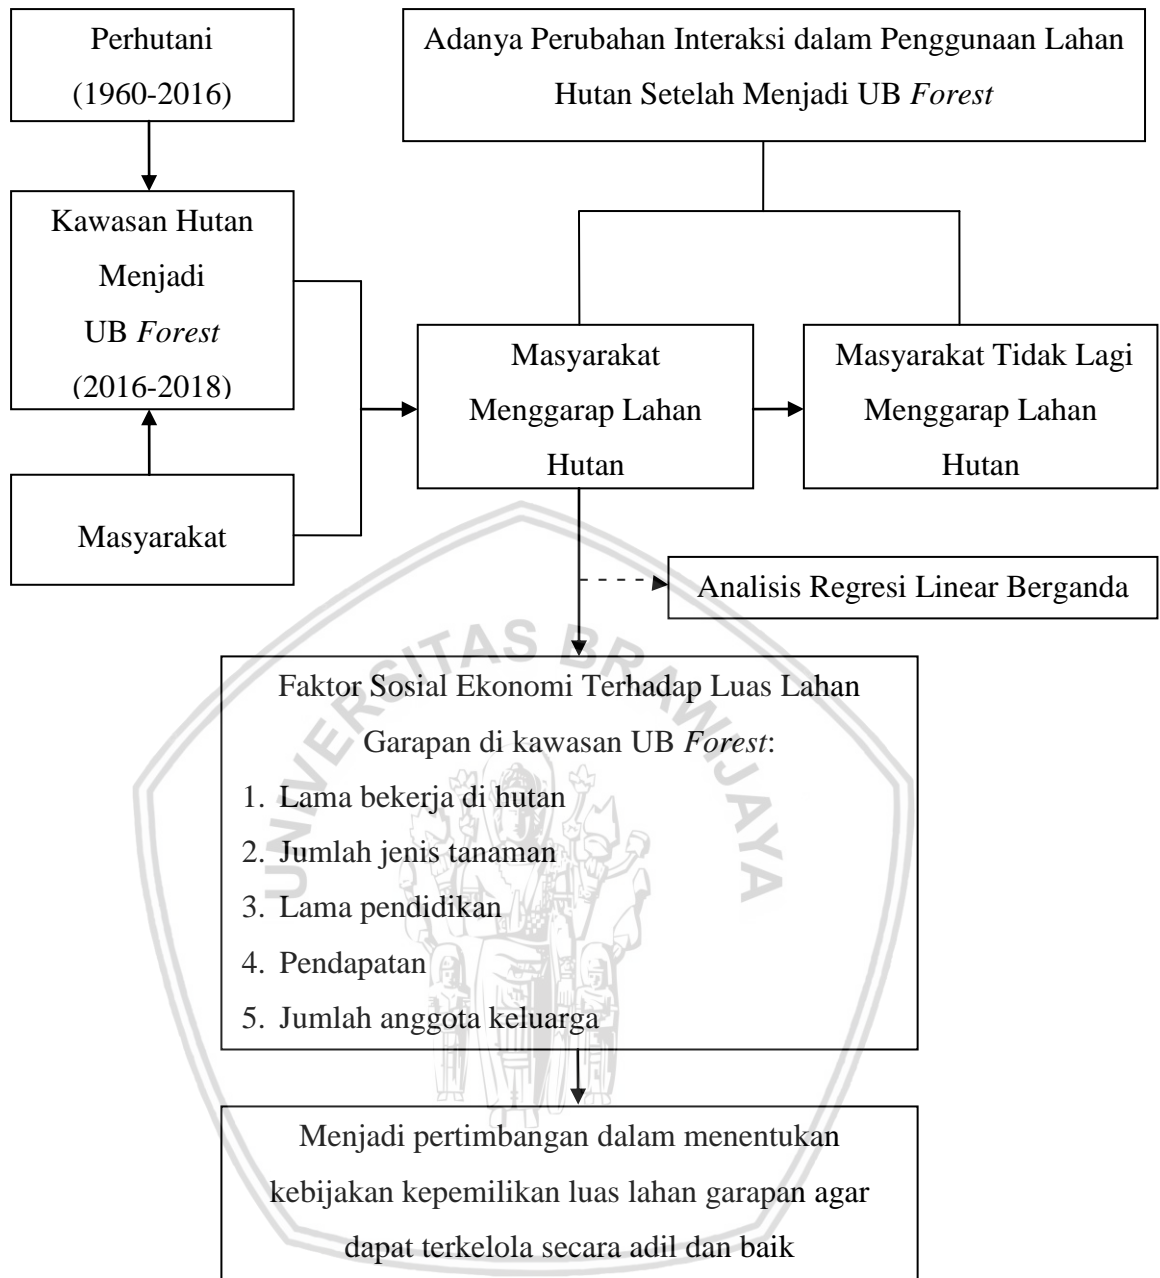 Perhutani
(1960-2016)
Adanya Perubahan Interaksi dalam Penggunaan Lahan
Hutan Setelah Menjadi UB Forest
Kawasan Hutan
Menjadi
UB Forest
(2016-2018)
Masyarakat
Menggarap Lahan
Hutan
Masyarakat Tidak Lagi
Menggarap Lahan
Hutan
Masyarakat
Analisis Regresi Linear Berganda
UNIVERSITAS BRAWIJAYA
Faktor Sosial Ekonomi Terhadap Luas Lahan
Garapan di kawasan UB Forest:
1. Lama bekerja di hutan
2. Jumlah jenis tanaman
3. Lama pendidikan
4. Pendapatan
5. Jumlah anggota keluarga
Menjadi pertimbangan dalam menentukan
kebijakan kepemilikan luas lahan garapan agar
dapat terkelola secara adil dan baik